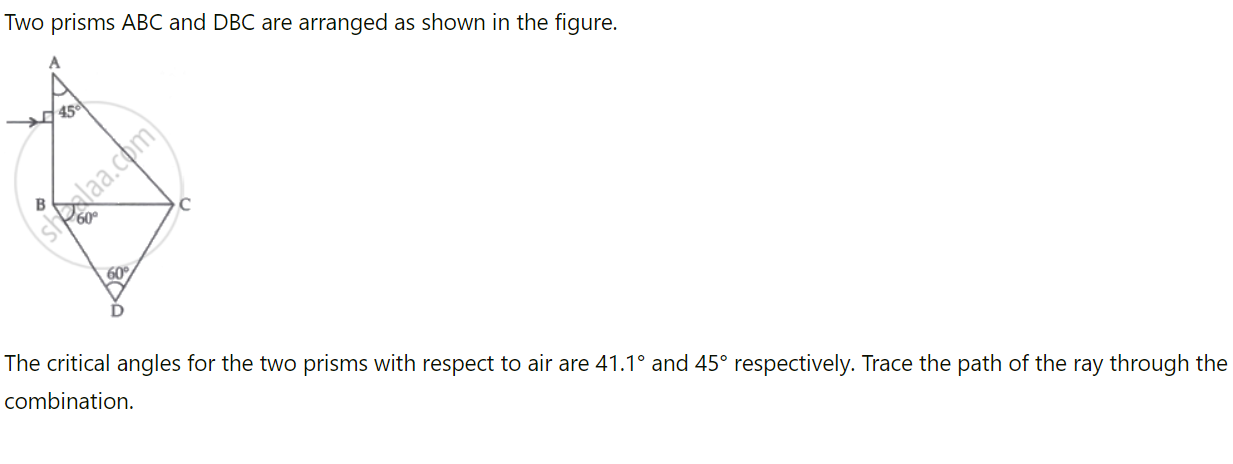 Two prisms ABC and DBC are arranged as shown in the figure.
A
45°
shaalaa.com
B
C
60°
60°
D
The critical angles for the two prisms with respect to air are 41.1° and 45° respectively. Trace the path of the ray through the
combination.